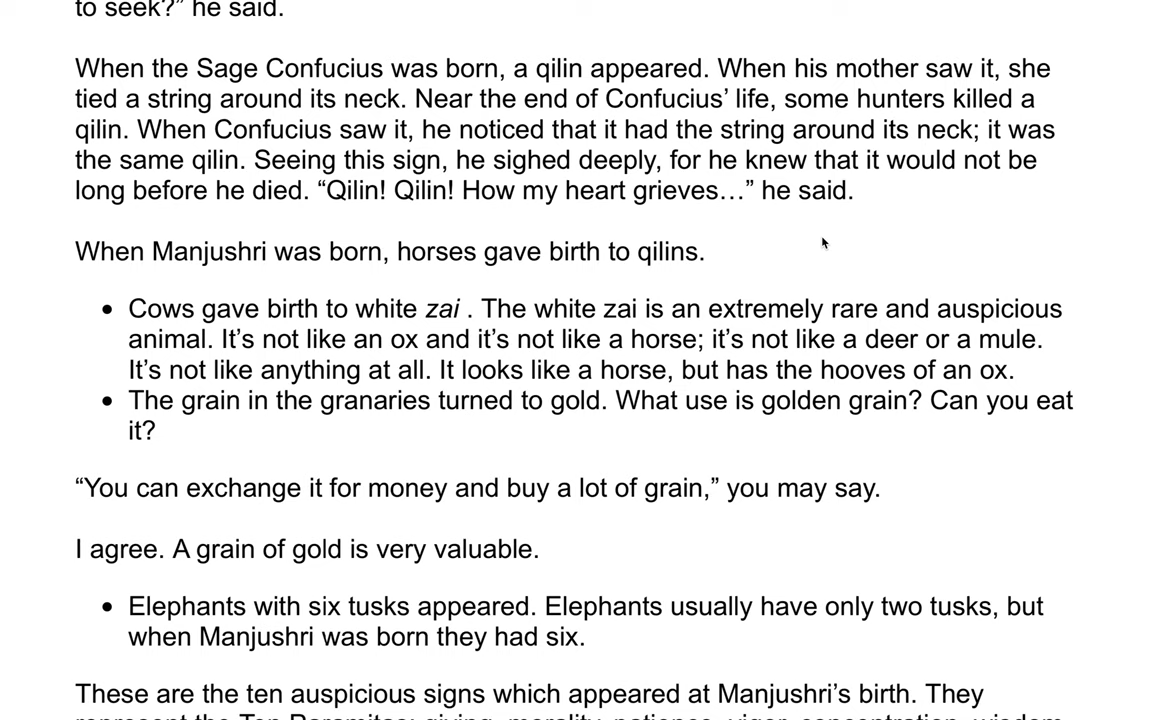 to seek?” he said.
When the Sage Confucius was born, a qilin appeared. When his mother saw it, she
tied a string around its neck. Near the end of Confucius’ life, some hunters killed a
qilin. When Confucius saw it, he noticed that it had the string around its neck; it was
the same qilin. Seeing this sign, he sighed deeply, for he knew that it would not be
long before he died. “Qilin! Qilin! How my heart grieves…” he said.
When Manjushri was born, horses gave birth to qilins.
• Cows gave birth to white zai . The white zai is an extremely rare and auspicious
animal. It’s not like an ox and it’s not like a horse; it’s not like a deer or a mule.
It’s not like anything at all. It looks like a horse, but has the hooves of an ox.
• The grain in the granaries turned to gold. What use is golden grain? Can you eat
it?
“You can exchange it for money and buy a lot of grain,” you may say.
I agree. A grain of gold is very valuable.
• Elephants with six tusks appeared. Elephants usually have only two tusks, but
when Manjushri was born they had six.
These are the ten auspicious signs which appeared at Manjushri’s birth. They
represent the Ten Paramitas: giving, morality, patience, vigor, concentration, wisdom,